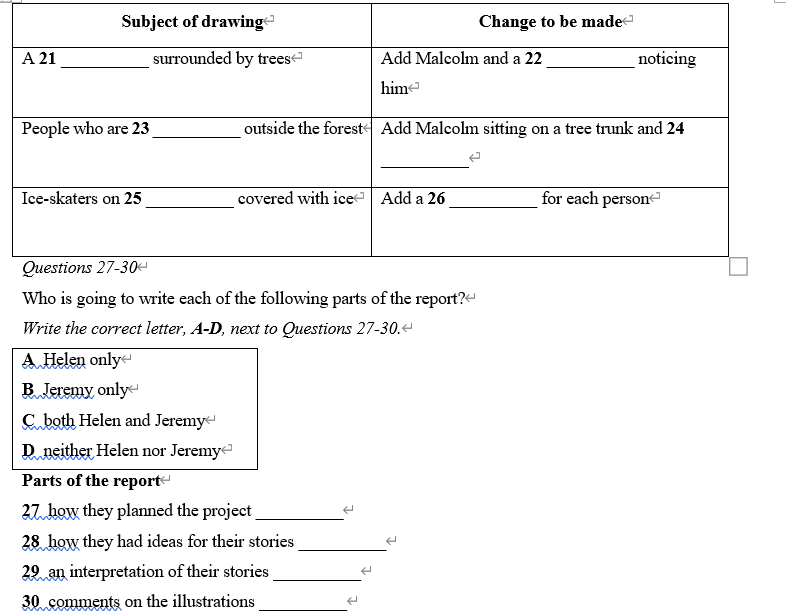 Subject of drawing
Change to be made
A 21 __________ surrounded by trees
Add Malcolm and a 22 __________ noticing
him
People who are 23 __________ outside the forest
Add Malcolm sitting on a tree trunk and 24
__________
Ice-skaters on 25 __________ covered with ice
Add a 26 __________ for each person
Questions 27-30
Who is going to write each of the following parts of the report?
Write the correct letter, A-D, next to Questions 27-30.
A Helen only
B Jeremy only
C both Helen and Jeremy
D neither Helen nor Jeremy
Parts of the report
27 how they planned the project __________
28 how they had ideas for their stories __________
29 an interpretation of their stories __________
30 comments on the illustrations __________